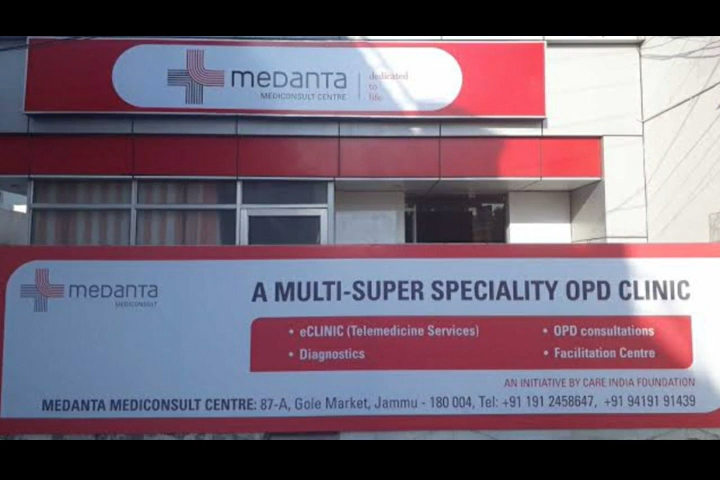 medanta
MEDICONSULT CENTRE
dedicated
to
life
medanta
MEDICONSULT
A MULTI-SUPER SPECIALITY OPD CLINIC
• eCLINIC (Telemedicine Services)
• OPD consultations
• Diagnostics
• Facilitation Centre
AN INITIATIVE BY CARE INDIA FOUNDATION
MEDANTA MEDICONSULT CENTRE: 87-A, Gole Market, Jammu - 180 004, Tel: +91 191 2458647, +91 94191 91439